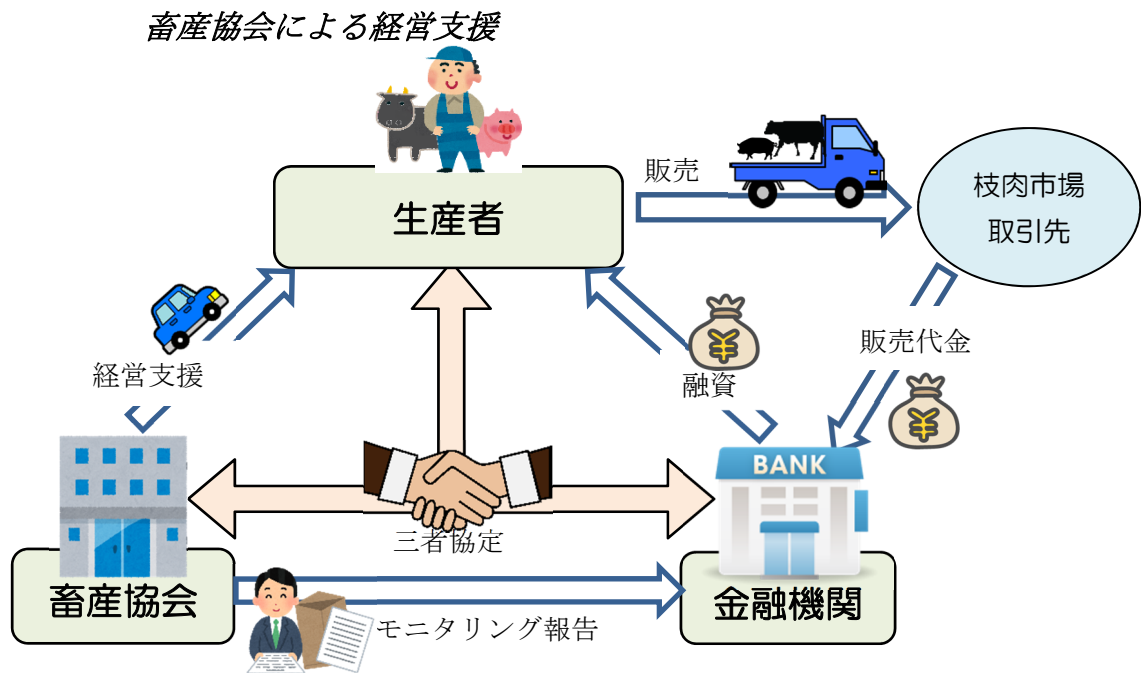 畜産協会による経営支援
販売
枝肉市場
取引先
生産者
¥
融資
販売代金
¥
経営支援
BANK
三者協定
畜産協会
モニタリング報告
金融機関